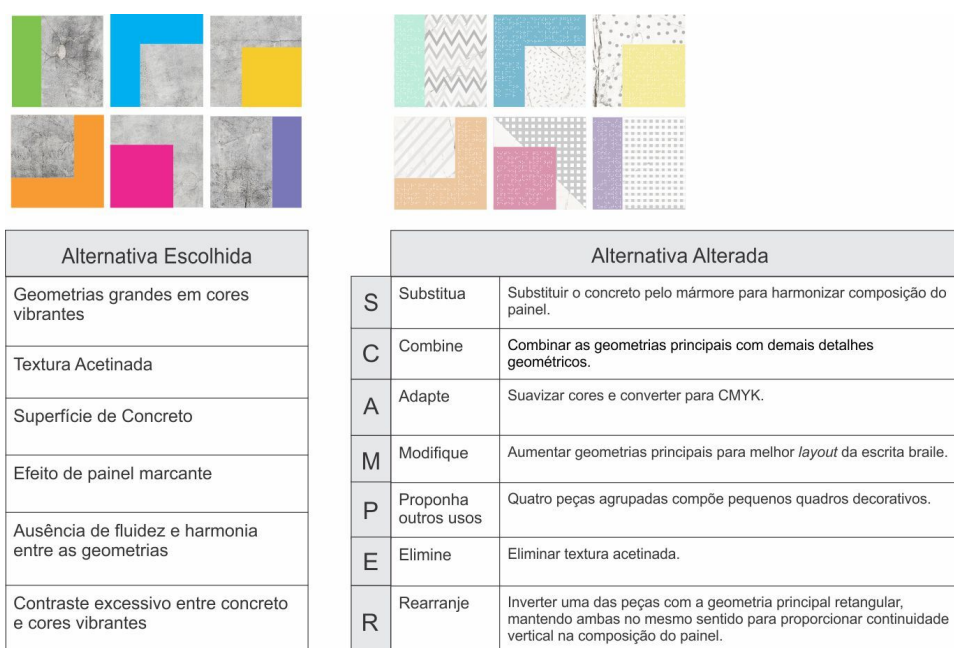 Alternativa Escolhida
Geometrias grandes em cores
vibrantes
Textura Acetinada
Superfície de Concreto
Efeito de painel marcante
Ausência de fluidez e harmonia
entre as geometrias
Contraste excessivo entre concreto
e cores vibrantes
Alternativa Alterada
S
Substitua
Substituir o concreto pelo mármore para harmonizar composição do
painel.
C
Combine
Combinar as geometrias principais com demais detalhes
geométricos.
A
Adapte
Suavizar cores e converter para CMYK.
M
Modifique
Aumentar geometrias principais para melhor layout da escrita braile.
P
Proponha
outros usos
Quatro peças agrupadas compõe pequenos quadros decorativos.
E
Elimine
Eliminar textura acetinada.
R
Rearranje
Inverter uma das peças com a geometria principal retangular,
mantendo ambas no mesmo sentido para proporcionar continuidade
vertical na composição do painel.